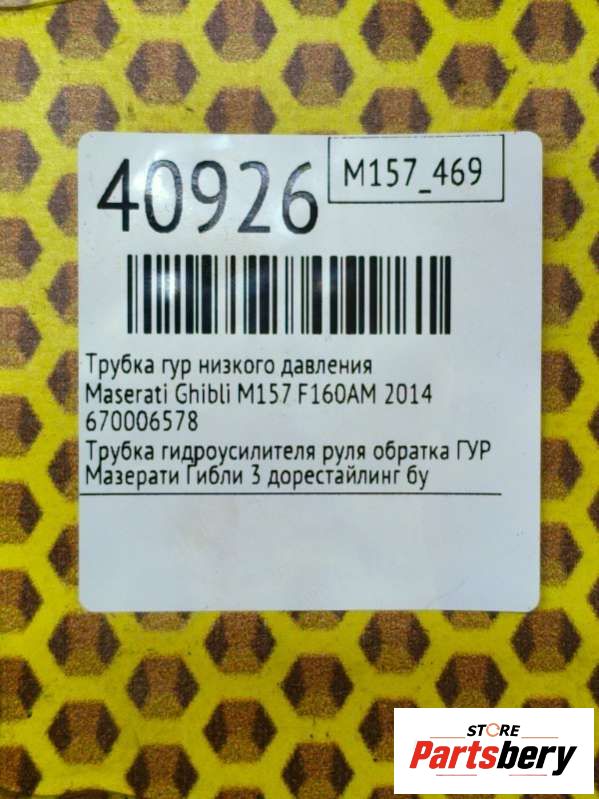 40926
M157_469
Трубка гур низкого давления
Maserati Ghibli M157 F160AM 2014
670006578
Трубка гидроусилителя руля обратка ГУР
Мазерати Гибли 3 дорестайлинг бу
STORE
Partsbery